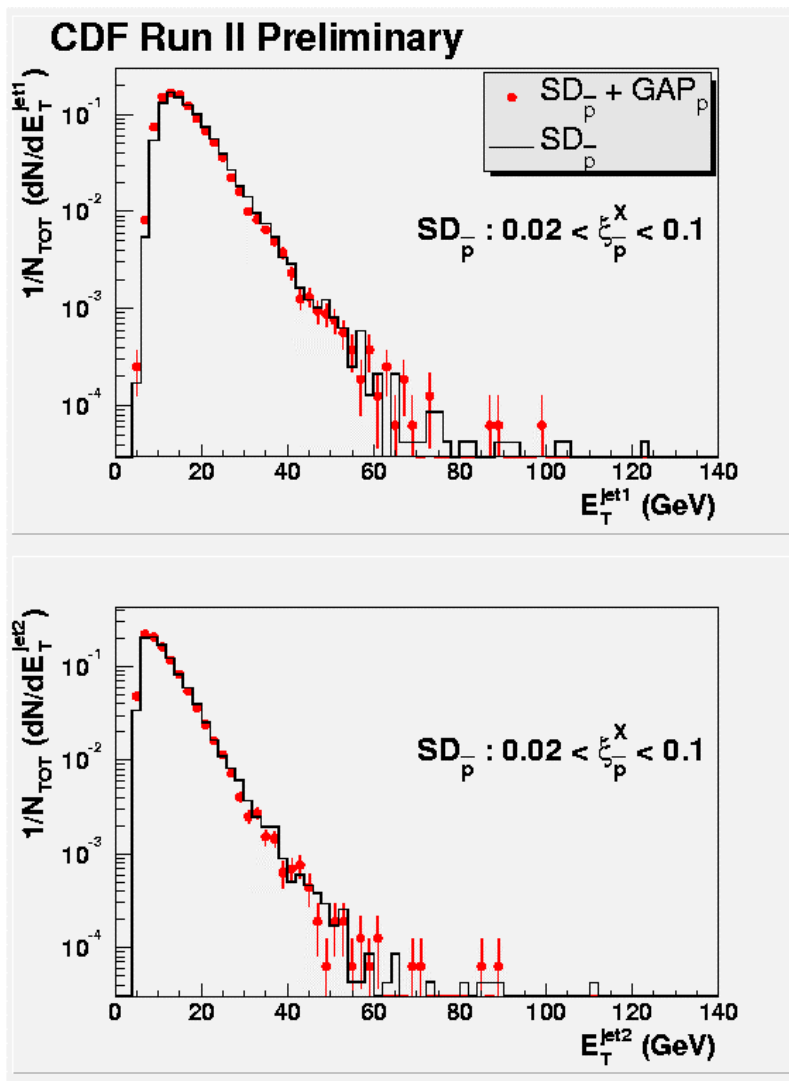 CDF Run II Preliminary
1/N_TOT (dN/dE_T^jet1)
10^-1
10^-2
10^-3
10^-4
SD_p̅ + GAP_p
SD_p̅
SD_p̅ : 0.02 < ξ_p̅^X < 0.1
0 20 40 60 80 100 120 140
E_T^jet1 (GeV)
1/N_TOT (dN/dE_T^jet2)
10^-1
10^-2
10^-3
10^-4
SD_p̅ : 0.02 < ξ_p̅^X < 0.1
0 20 40 60 80 100 120 140
E_T^jet2 (GeV)